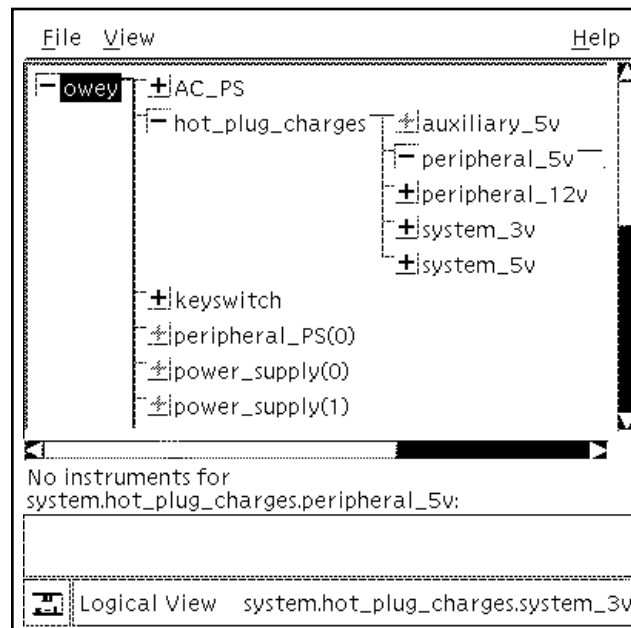 File View Help
owey AC_PS
hot_plug_charges auxiliary_5v
peripheral_5v
peripheral_12v
system_3v
system_5v
keyswitch
peripheral_PS(0)
power_supply(0)
power_supply(1)
No instruments for
system.hot_plug_charges.peripheral_5v:
Logical View system.hot_plug_charges.system_3v